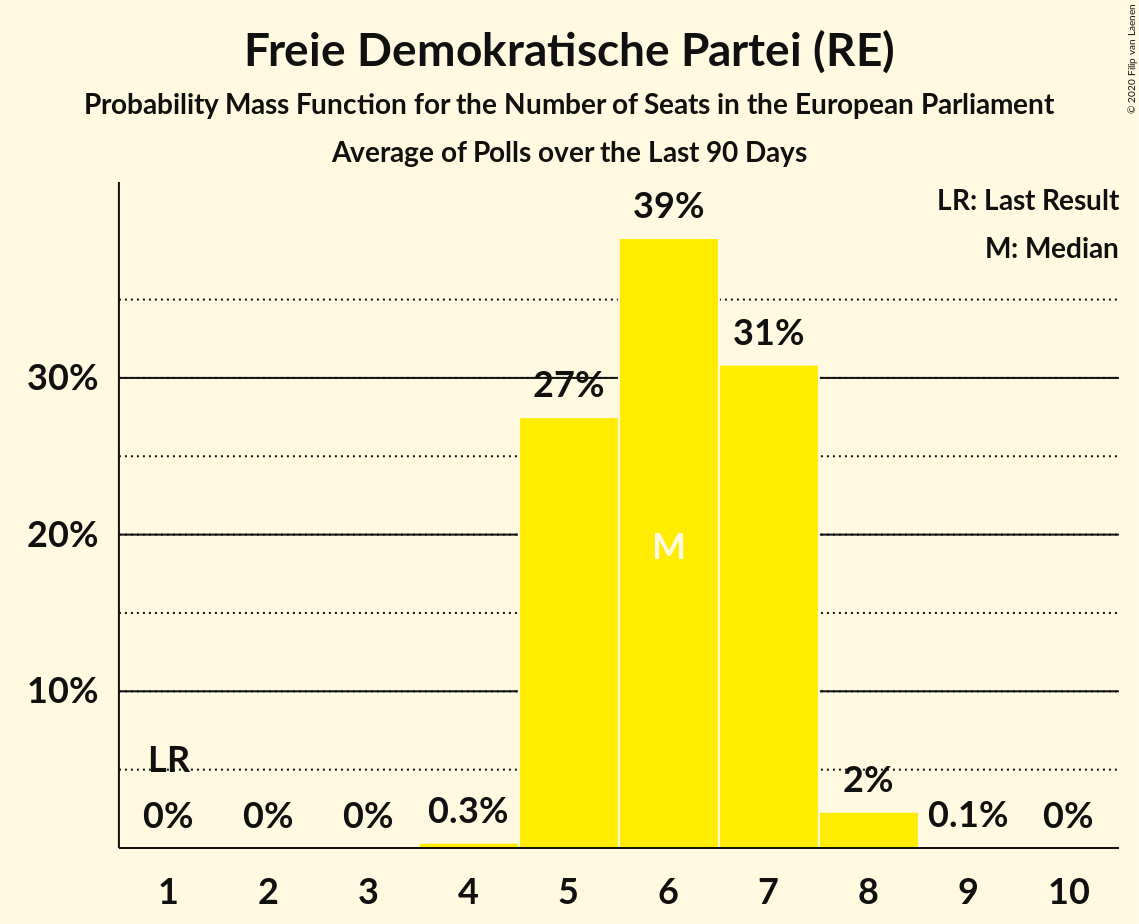 Freie Demokratische Partei (RE)
Probability Mass Function for the Number of Seats in the European Parliament
Average of Polls over the Last 90 Days
© 2020 Filip van Laenen
LR: Last Result
M: Median
39%
31%
30%
27%
20%
M
10%
LR
0%
0%
0%
0.3%
2%
0.1%
0%
1 2 3 4 5 6 7 8 9 10